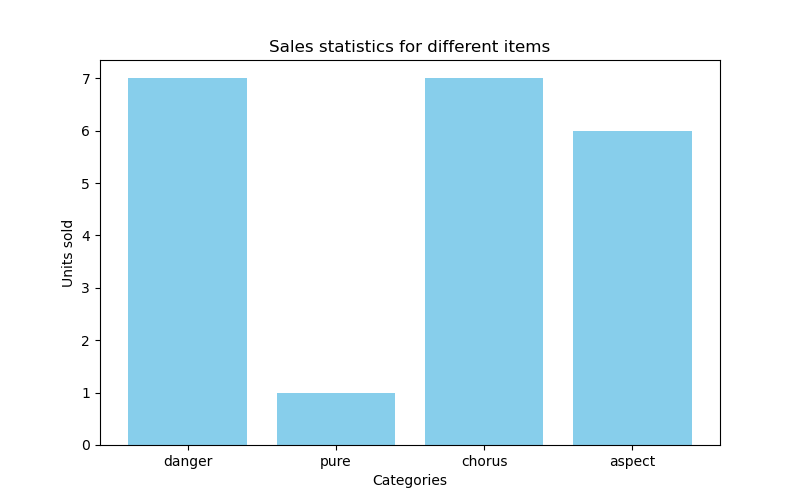 Sales statistics for different items
Units sold
7
6
5
4
3
2
1
0
danger pure chorus aspect
Categories